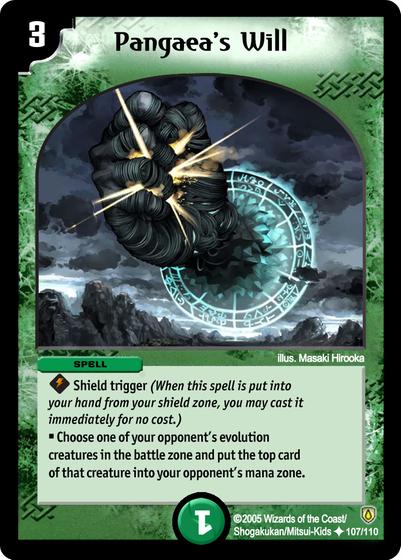 3
Pangaea's Will
illus. Masaki Hirooka
SPELL
Shield trigger (When this spell is put into
your hand from your shield zone, you may cast it
immediately for no cost.)
▪ Choose one of your opponent's evolution
creatures in the battle zone and put the top card
of that creature into your opponent's mana zone.
1
©2005 Wizards of the Coast/
Shogakukan/Mitsui-Kids ✦ 107/110